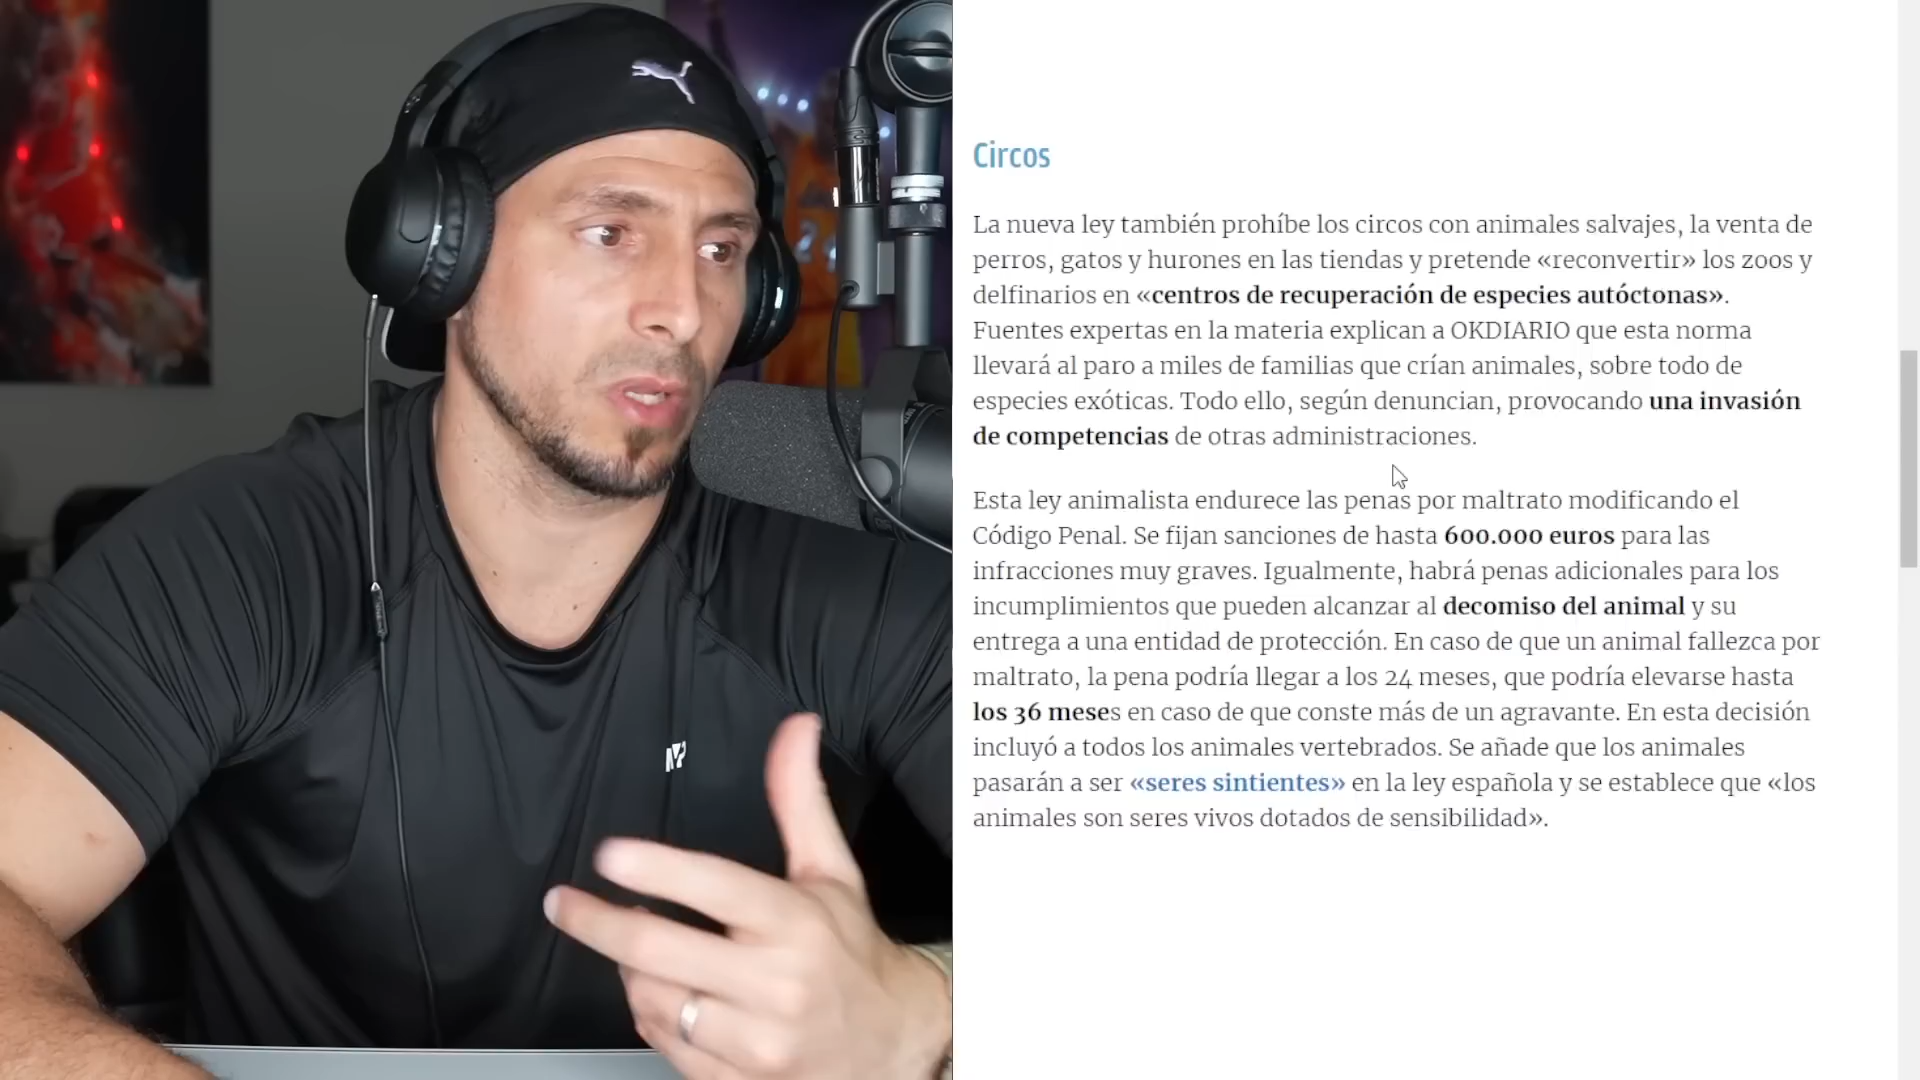 Circos
La nueva ley también prohíbe los circos con animales salvajes, la venta de
perros, gatos y hurones en las tiendas y pretende «reconvertir» los zoos y
delfinarios en «centros de recuperación de especies autóctonas».
Fuentes expertas en la materia explican a OKDIARIO que esta norma
llevará al paro a miles de familias que crían animales, sobre todo de
especies exóticas. Todo ello, según denuncian, provocando una invasión
de competencias de otras administraciones.
Esta ley animalista endurece las penas por maltrato modificando el
Código Penal. Se fijan sanciones de hasta 600.000 euros para las
infracciones muy graves. Igualmente, habrá penas adicionales para los
incumplimientos que pueden alcanzar al decomiso del animal y su
entrega a una entidad de protección. En caso de que un animal fallezca por
maltrato, la pena podría llegar a los 24 meses, que podría elevarse hasta
los 36 meses en caso de que conste más de un agravante. En esta decisión
incluyó a todos los animales vertebrados. Se añade que los animales
pasarán a ser «seres sintientes» en la ley española y se establece que «los
animales son seres vivos dotados de sensibilidad».